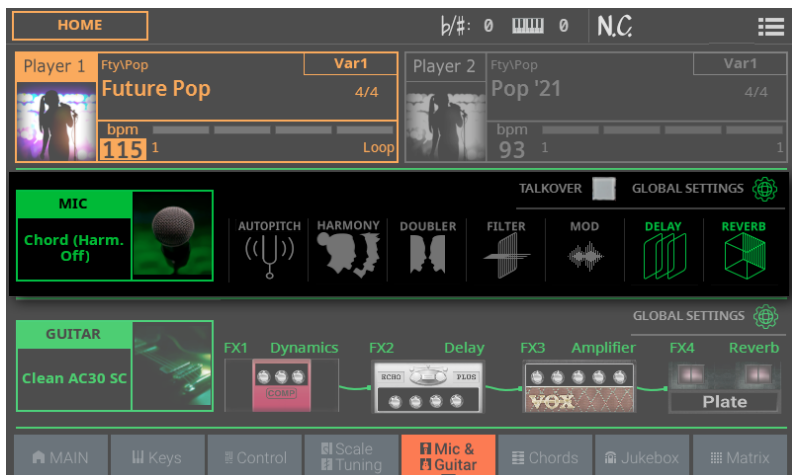 HOME
♭/#: 0
0
N.C.
Player 1
Fty\Pop
Var1
Future Pop
4/4
bpm
115
1
Loop
Player 2
Fty\Pop
Var1
Pop '21
4/4
bpm
93
1
1
TALKOVER
GLOBAL SETTINGS
MIC
Chord (Harm.
Off)
AUTOPITCH
HARMONY
DOUBLER
FILTER
MOD
DELAY
REVERB
GLOBAL SETTINGS
GUITAR
Clean AC30 SC
FX1 Dynamics
FX2 Delay
FX3 Amplifier
FX4 Reverb
COMP
ECHO PLUS
VOX
Plate
MAIN
Keys
Control
Scale
Tuning
Mic &
Guitar
Chords
Jukebox
Matrix